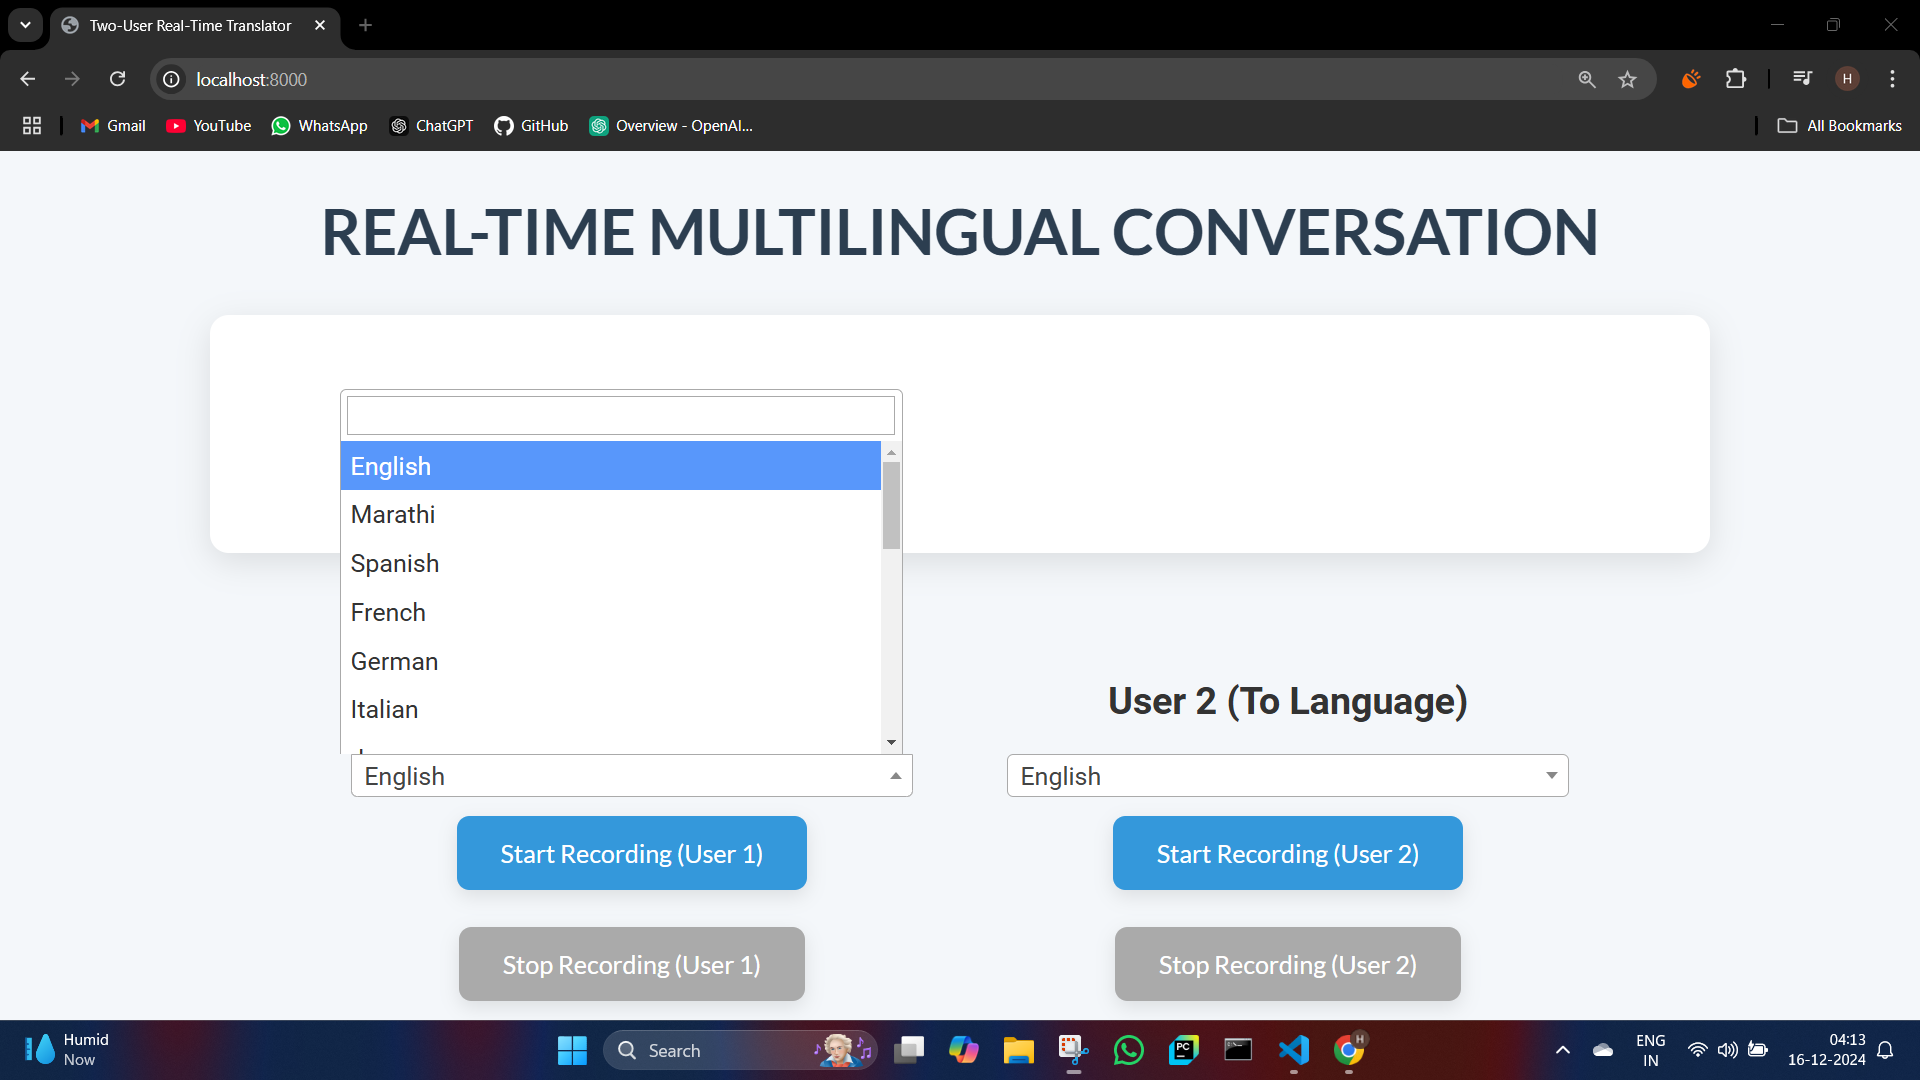 Two-User Real-Time Translator
localhost:8000
H
Gmail
YouTube
WhatsApp
ChatGPT
GitHub
Overview - OpenAI...
All Bookmarks
REAL-TIME MULTILINGUAL CONVERSATION
English
Marathi
Spanish
French
German
Italian
User 2 (To Language)
English
English
Start Recording (User 1)
Start Recording (User 2)
Stop Recording (User 1)
Stop Recording (User 2)
Humid
Now
Search
PC
H
ENG
IN
04:13
16-12-2024